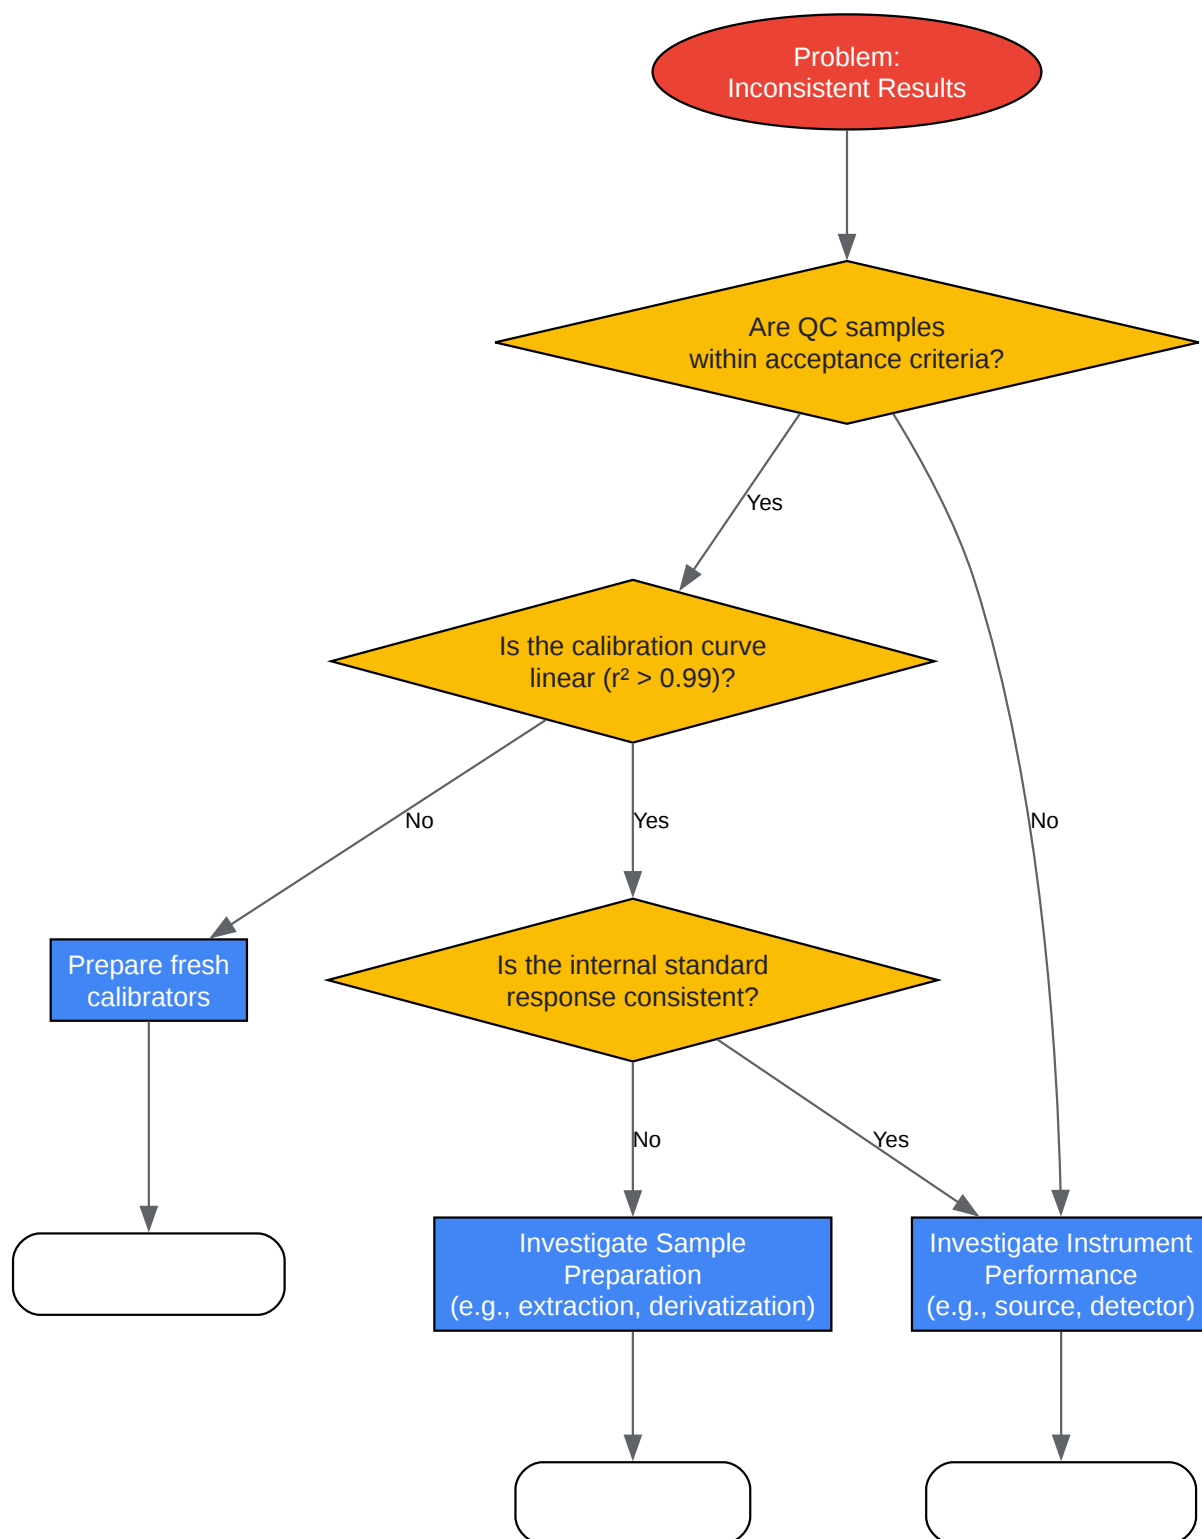 Problem:
Inconsistent Results
Are QC samples
within acceptance criteria?
Yes
Is the calibration curve
linear (r² > 0.99)?
No
Yes
No
Prepare fresh
calibrators
Is the internal standard
response consistent?
No
Yes
Investigate Sample
Preparation
(e.g., extraction, derivatization)
Investigate Instrument
Performance
(e.g., source, detector)